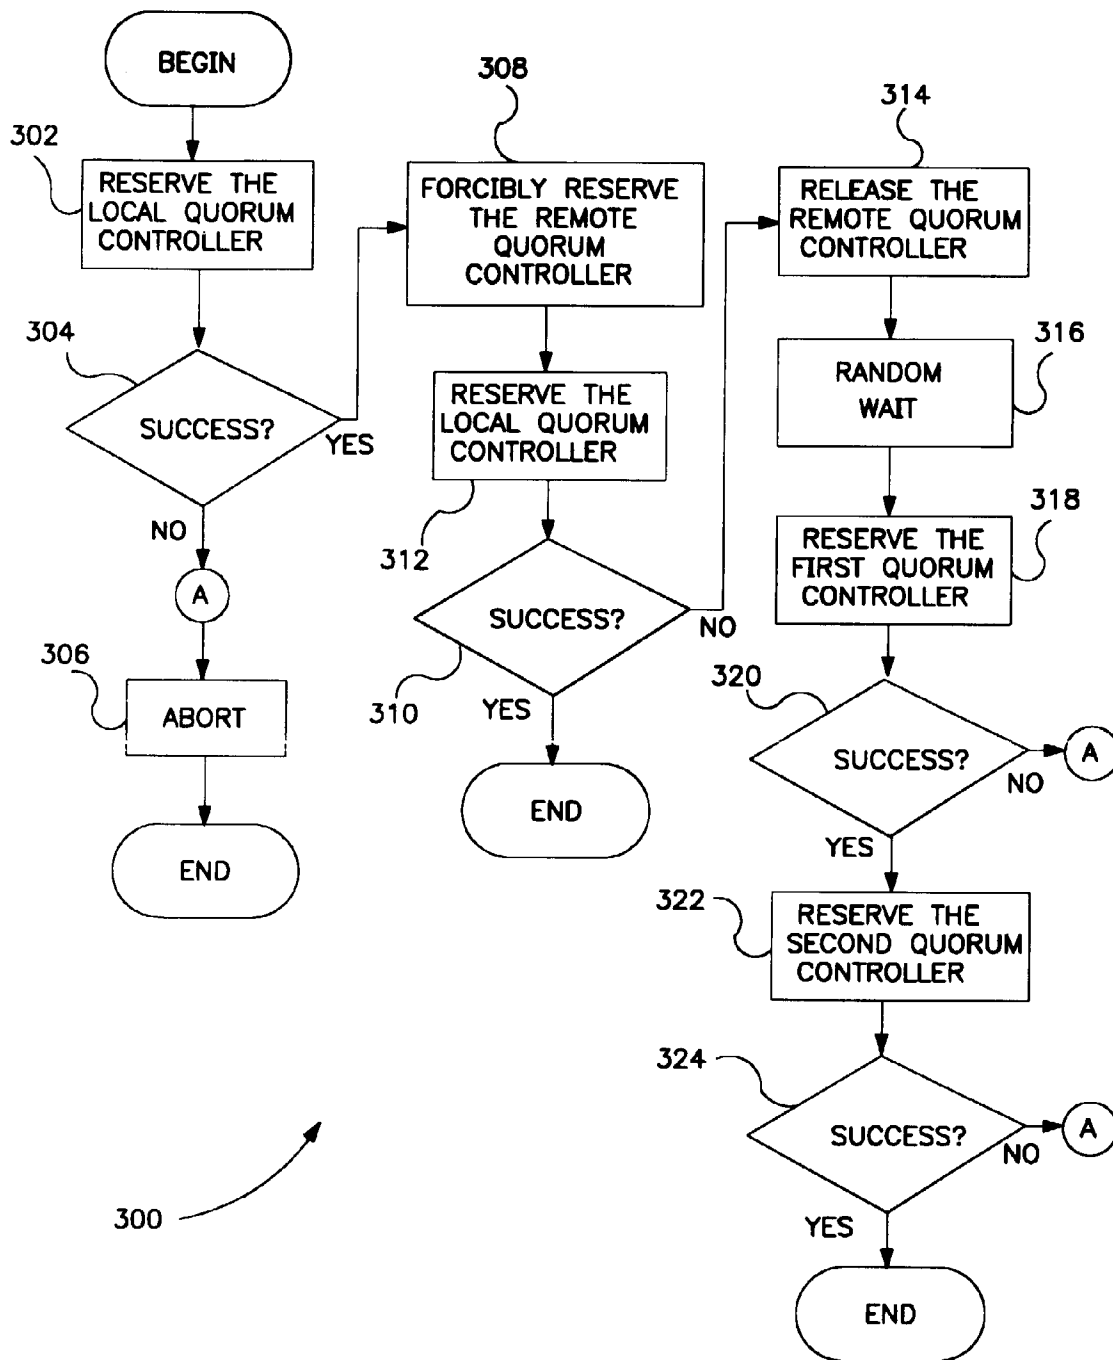 BEGIN
302
RESERVE THE
LOCAL QUORUM
CONTROLLER
304
SUCCESS?
YES
NO
A
306
ABORT
END
308
FORCIBLY RESERVE
THE REMOTE
QUORUM
CONTROLLER
RESERVE THE
LOCAL QUORUM
CONTROLLER
312
SUCCESS?
NO
310
YES
END
314
RELEASE THE
REMOTE QUORUM
CONTROLLER
316
RANDOM
WAIT
318
RESERVE THE
FIRST QUORUM
CONTROLLER
320
SUCCESS?
A
NO
YES
322
RESERVE THE
SECOND QUORUM
CONTROLLER
324
SUCCESS?
A
NO
YES
END
300